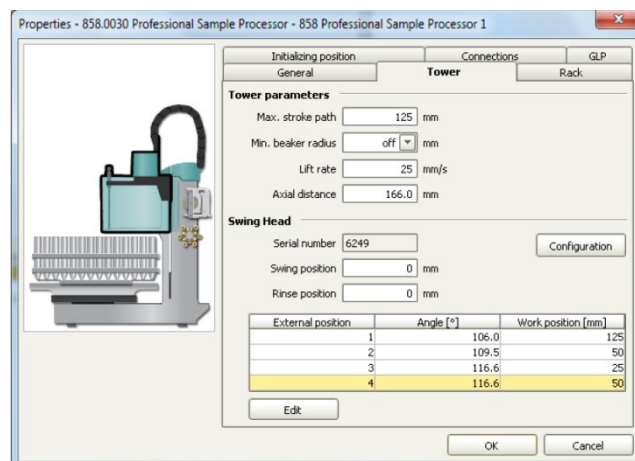 Properties - 858.0030 Professional Sample Processor - 858 Professional Sample Processor 1
Initializing position Connections GLP
General Tower Rack
Tower parameters
Max. stroke path 125 mm
Min. beaker radius off mm
Lift rate 25 mm/s
Axial distance 166.0 mm
Swing Head
Serial number 6249 Configuration
Swing position 0 mm
Rinse position 0 mm
External position Angle [°] Work position [mm]
1 106.0 125
2 109.5 50
3 116.6 25
4 116.6 50
Edit
OK Cancel